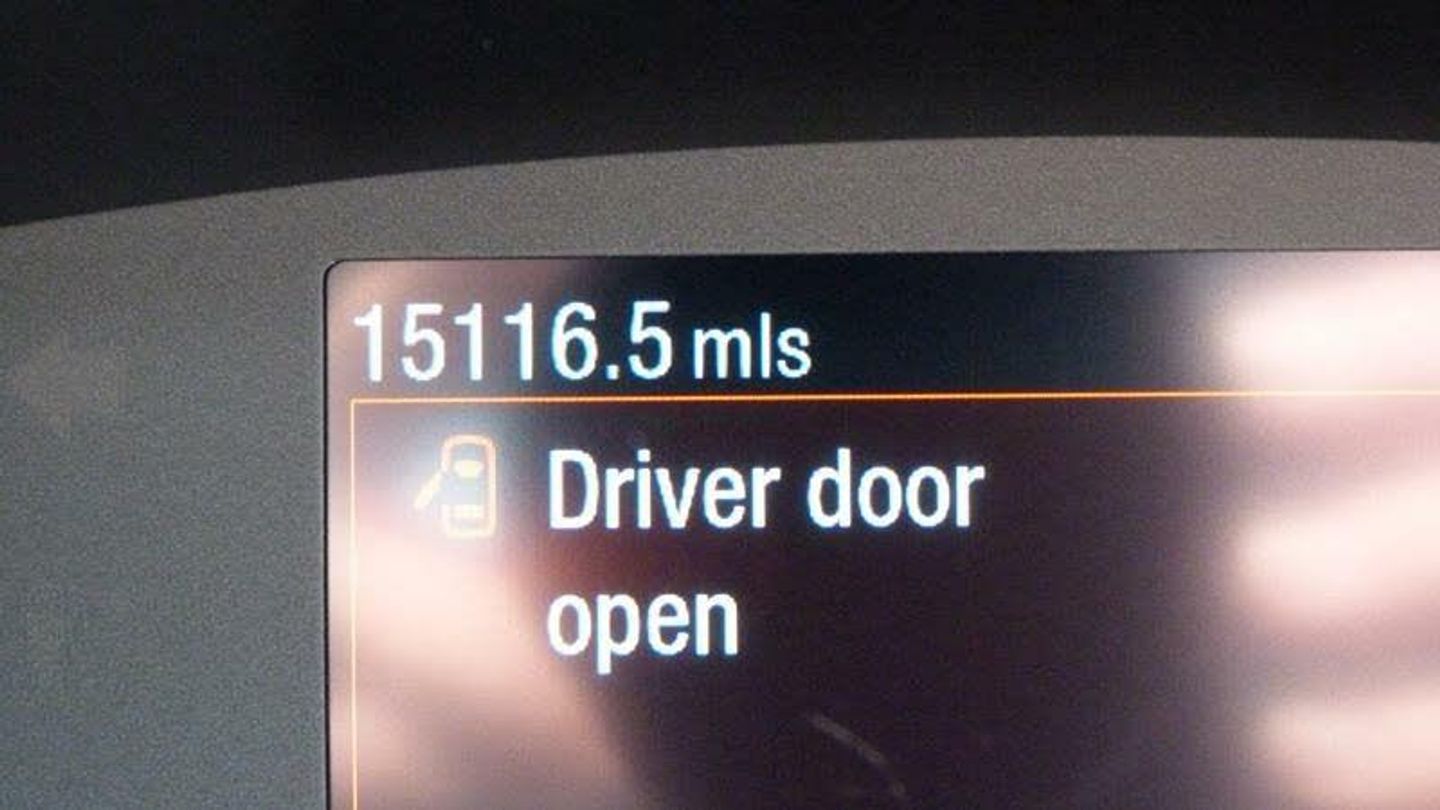 15116.5 mls
Driver door
open